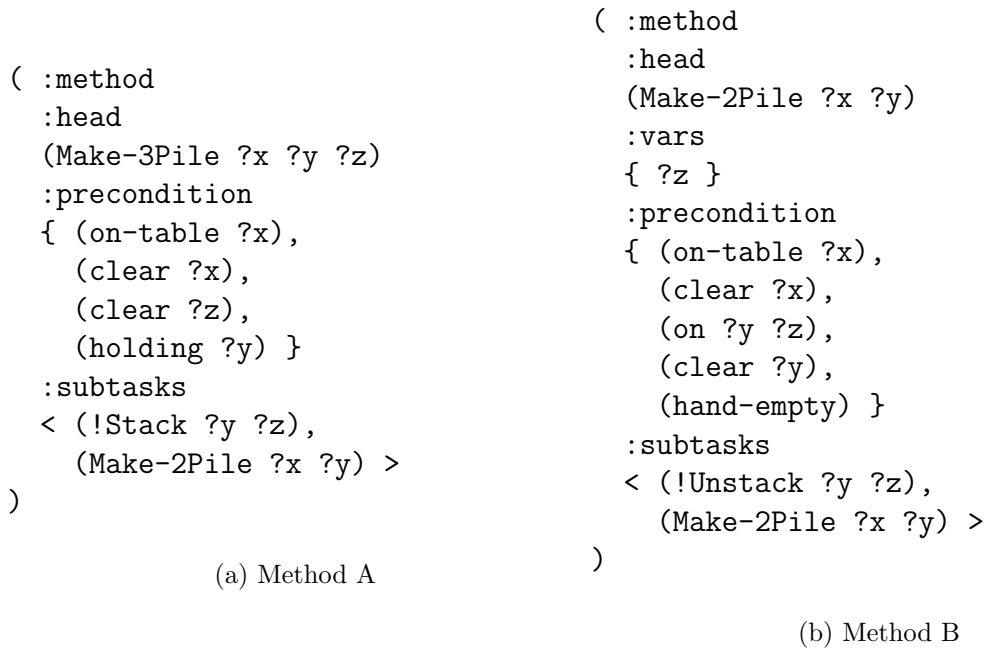 ( :method
:head
(Make-3Pile ?x ?y ?z)
:precondition
{ (on-table ?x),
(clear ?x),
(clear ?z),
(holding ?y) }
:subtasks
< (!Stack ?y ?z),
(Make-2Pile ?x ?y) >
)
(a) Method A
( :method
:head
(Make-2Pile ?x ?y)
:vars
{ ?z }
:precondition
{ (on-table ?x),
(clear ?x),
(on ?y ?z),
(clear ?y),
(hand-empty) }
:subtasks
< (!Unstack ?y ?z),
(Make-2Pile ?x ?y) >
)
(b) Method B